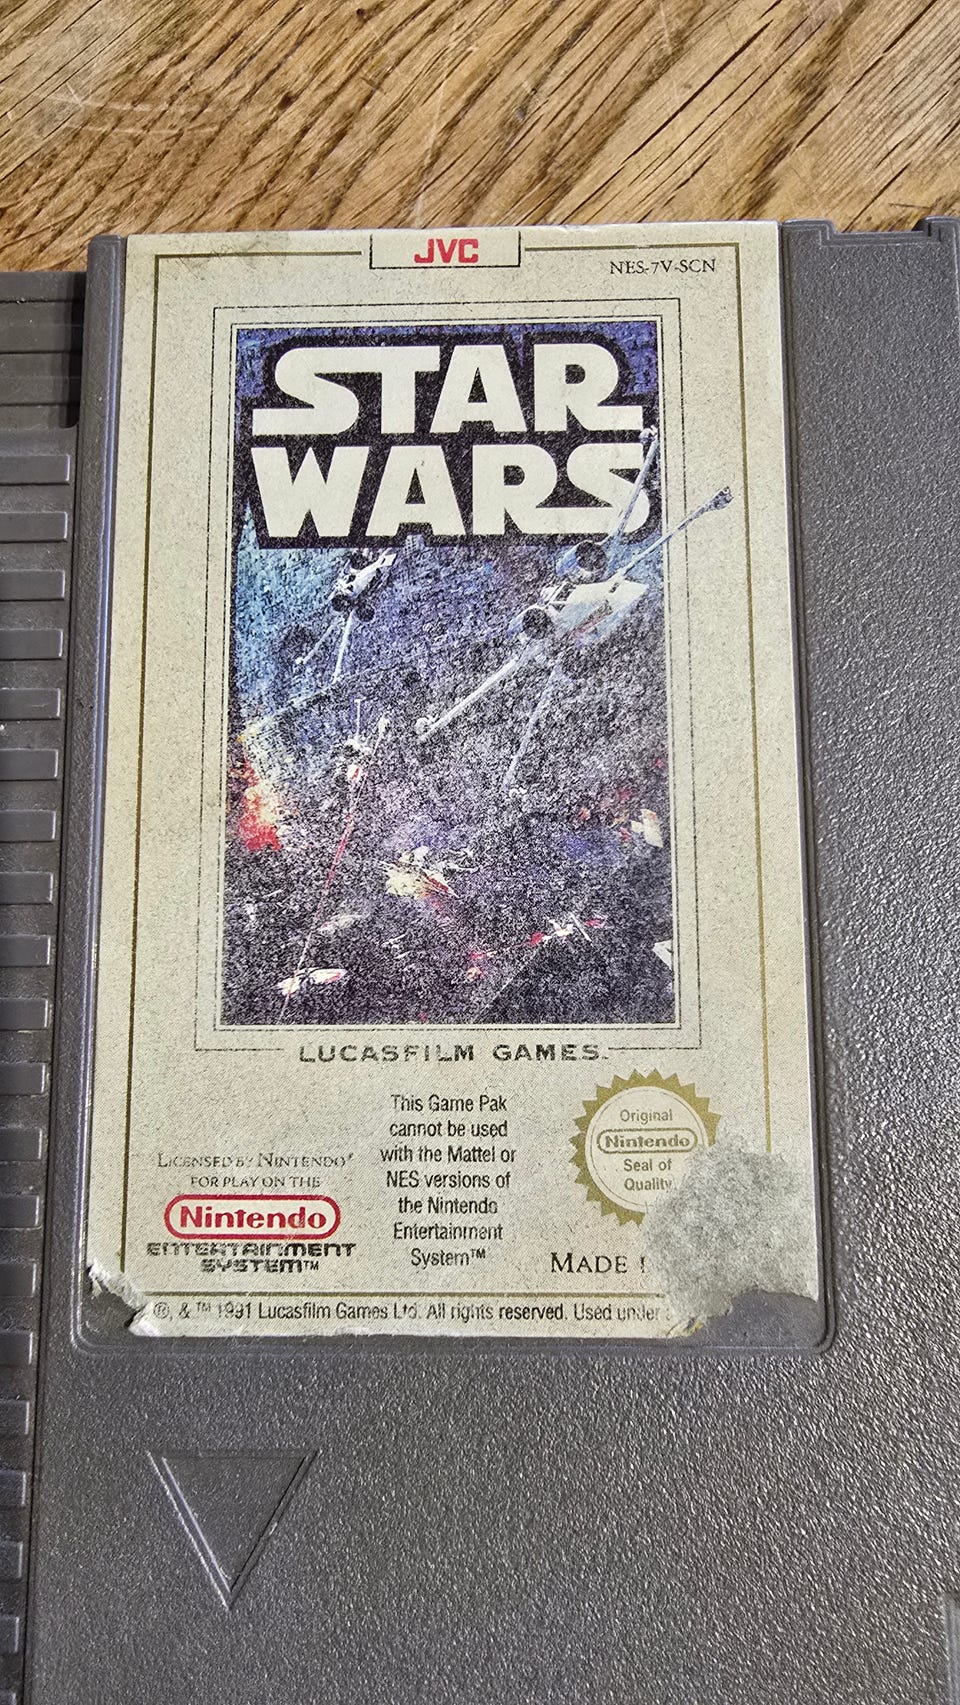 JVC
NES-7V-SCN
STAR
WARS
LUCASFILM GAMES™
This Game Pak
cannot be used
with the Mattel or
NES versions of
the Nintendo
Entertainment
System™
LICENSED BY NINTENDO®
FOR PLAY ON THE
Nintendo
ENTERTAINMENT
SYSTEM™
Original
Nintendo
Seal of
Quality
MADE
®, & ™ 1991 Lucasfilm Games Ltd. All rights reserved. Used under